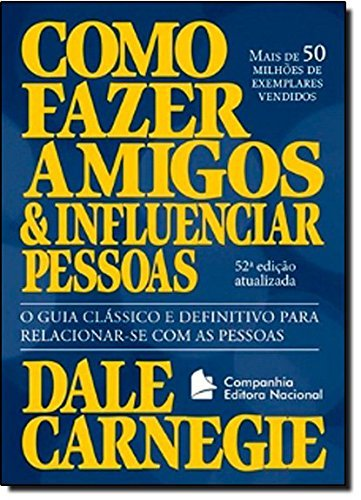 COMO
FAZER
AMIGOS
& INFLUENCIAR
PESSOAS
MAIS DE 50
MILHÕES DE
EXEMPLARES
VENDIDOS
52ª edição
atualizada
O GUIA CLÁSSICO E DEFINITIVO PARA
RELACIONAR-SE COM AS PESSOAS
DALE
CARNEGIE
Companhia
Editora Nacional